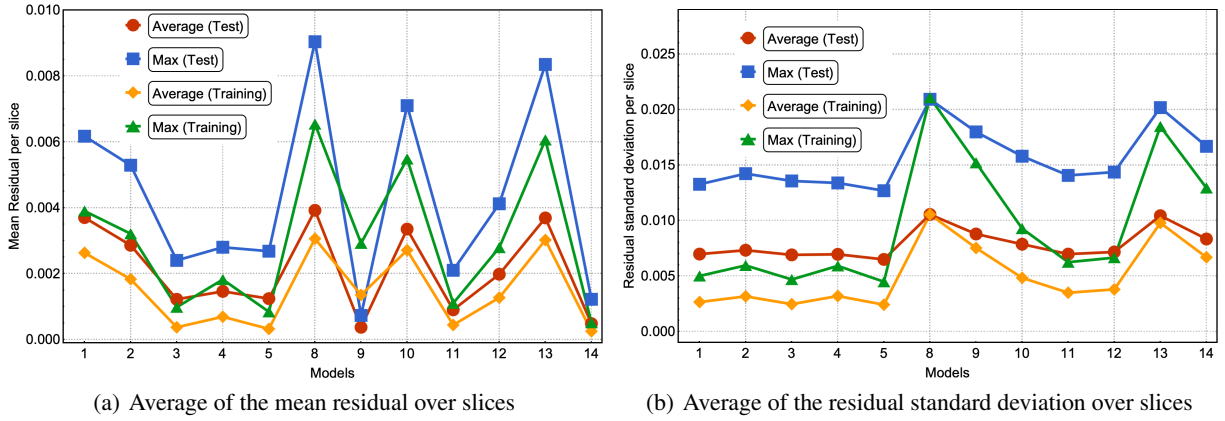 0.010
0.008
0.006
0.004
0.002
0.000
Mean Residual per slice
Average (Test)
Max (Test)
Average (Training)
Max (Training)
1 2 3 4 5 8 9 10 11 12 13 14
Models
(a) Average of the mean residual over slices
0.025
0.020
0.015
0.010
0.005
0.000
Residual standard deviation per slice
Average (Test)
Max (Test)
Average (Training)
Max (Training)
1 2 3 4 5 8 9 10 11 12 13 14
Models
(b) Average of the residual standard deviation over slices